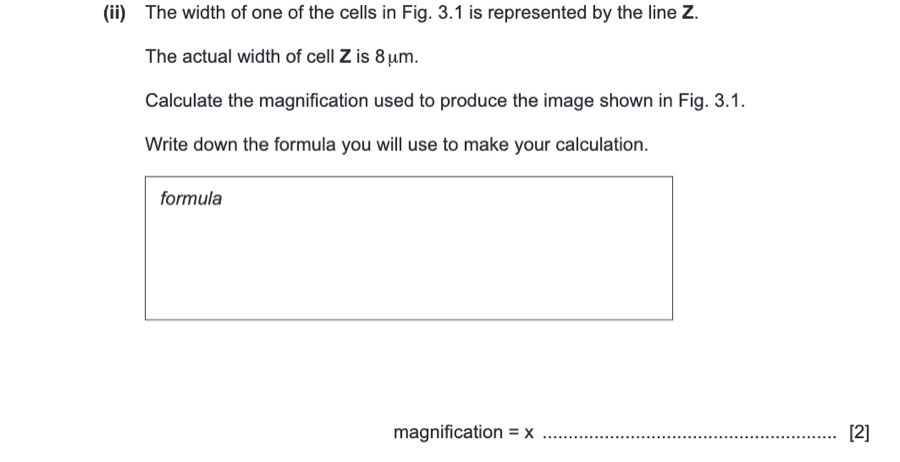 (ii) The width of one of the cells in Fig. 3.1 is represented by the line Z.
The actual width of cell Z is 8 μm.
Calculate the magnification used to produce the image shown in Fig. 3.1.
Write down the formula you will use to make your calculation.
formula
magnification = x .......................................................... [2]